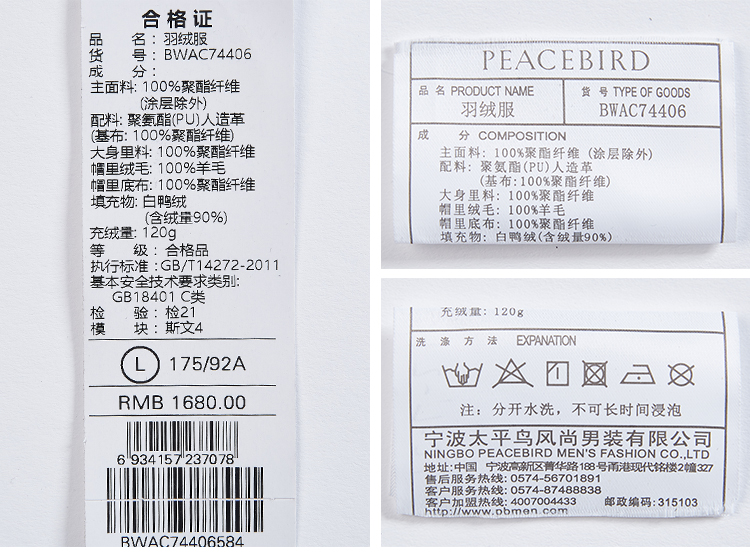 合格证
品 名: 羽绒服
货 号: BWAC74406
成 分:
主面料: 100%聚酯纤维
(涂层除外)
配料: 聚氨酯(PU)人造革
(基布: 100%聚酯纤维)
大身里料: 100%聚酯纤维
帽里绒毛: 100%羊毛
帽里底布: 100%聚酯纤维
填充物: 白鸭绒
(含绒量90%)
充绒量: 120g
等 级: 合格品
执行标准: GB/T14272-2011
基本安全技术要求类别:
GB18401 C类
检 验: 检21
模 块: 斯文4
L 175/92A
RMB 1680.00
6 934157 237078
BWAC74406584
PEACEBIRD
品 名 PRODUCT NAME
羽绒服
货 号 TYPE OF GOODS
BWAC74406
成 分 COMPOSITION
主面料: 100%聚酯纤维 (涂层除外)
配料: 聚氨酯(PU)人造革
(基布:100%聚酯纤维)
大身里料: 100%聚酯纤维
帽里绒毛: 100%羊毛
帽里底布: 100%聚酯纤维
填充物: 白鸭绒(含绒量90%)
充绒量: 120g
洗 涤 方 法 EXPANATION
注: 分开水洗, 不可长时间浸泡
宁波太平鸟风尚男装有限公司
NINGBO PEACEBIRD MEN'S FASHION CO.,LTD
地址:中国 宁波高新区菁华路188号甬港现代铭楼2幢327
售后服务热线: 0574-56701891
客户服务热线: 0574-87488838
客户加盟热线: 4007004433 邮政编码: 315103
http://www.pbmen.com